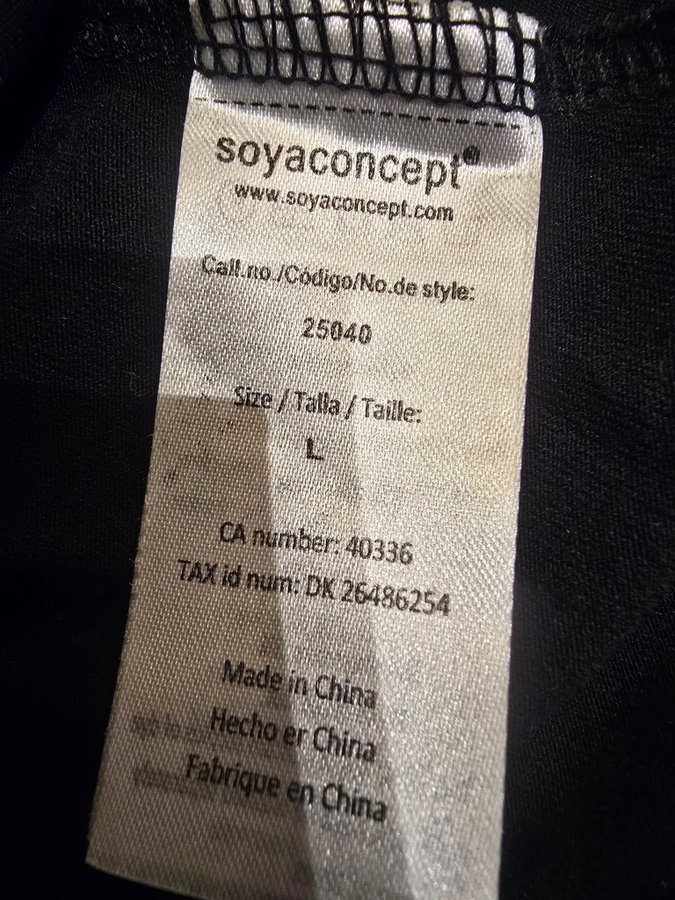 soyaconcept®
www.soyaconcept.com
Call.no./Código/No.de style:
25040
Size / Talla / Taille:
L
CA number: 40336
TAX id num: DK 26486254
Made in China
Hecho er China
Fabrique en China